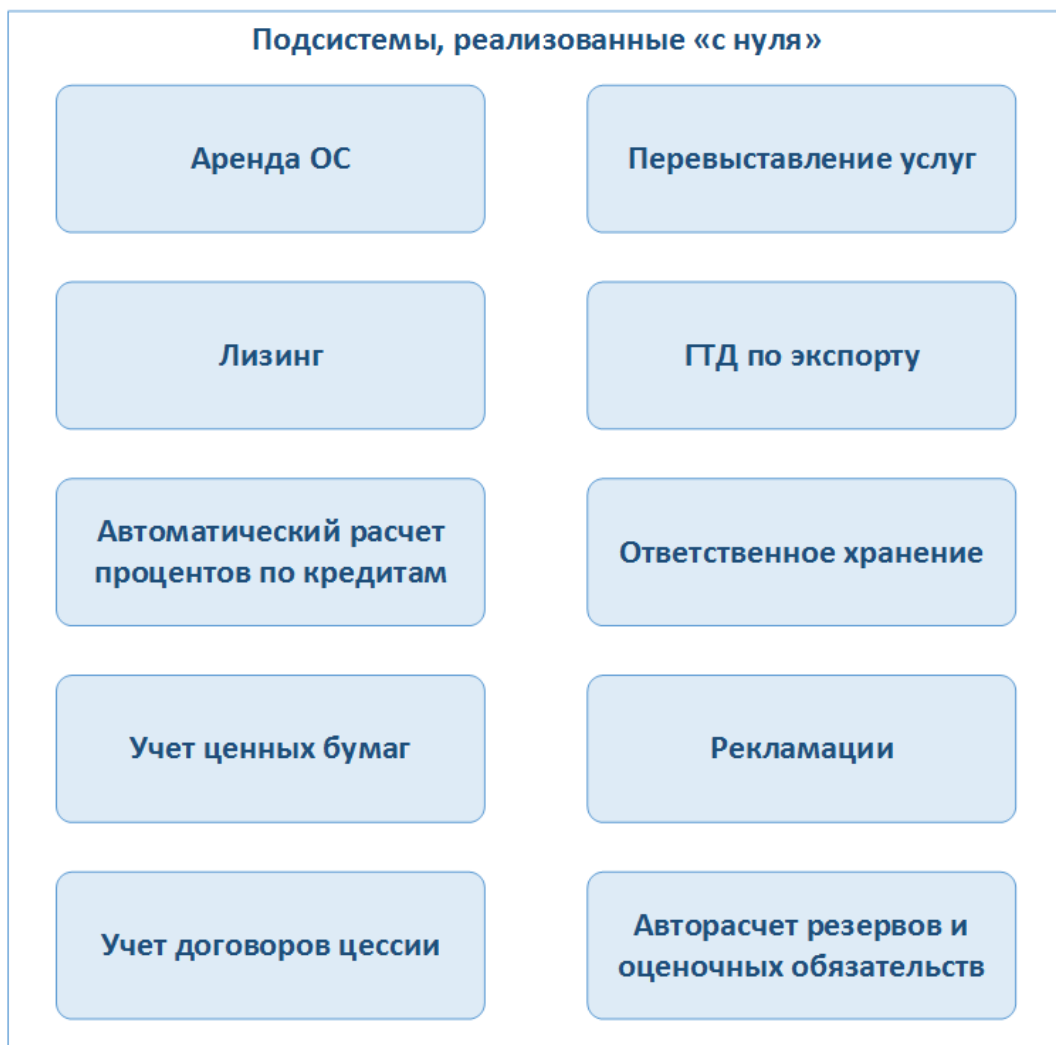 Подсистемы, реализованные «с нуля»
Аренда ОС
Перевыставление услуг
Лизинг
ГТД по экспорту
Автоматический расчет
процентов по кредитам
Ответственное хранение
Учет ценных бумаг
Рекламации
Учет договоров цессии
Авторасчет резервов и
оценочных обязательств